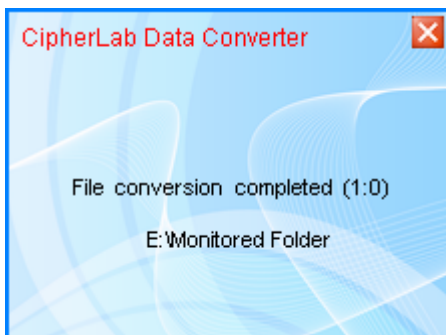 CipherLab Data Converter
File conversion completed (1:0)
E:\Monitored Folder